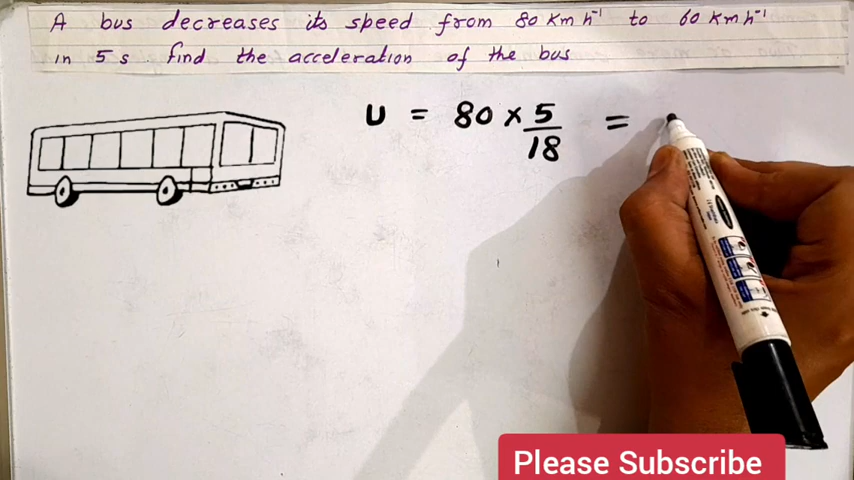 A bus decreases its speed from 80 km h⁻¹ to 60 km h⁻¹
in 5 s find the acceleration of the bus
u = 80 × 5/18 =
Please Subscribe